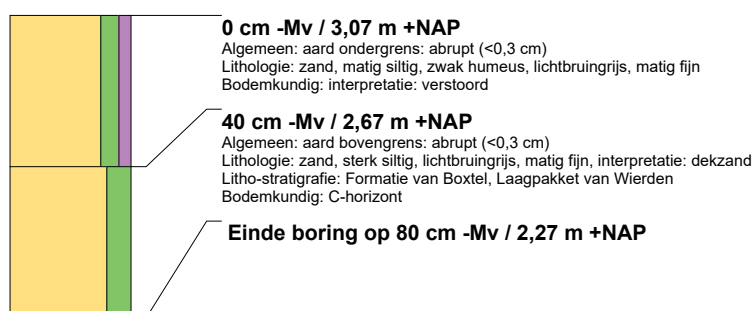 0 cm -Mv / 3,07 m +NAP
Algemeen: aard ondergrens: abrupt (<0,3 cm)
Lithologie: zand, matig siltig, zwak humeus, lichtbruingrijs, matig fijn
Bodemkundig: interpretatie: verstoord
40 cm -Mv / 2,67 m +NAP
Algemeen: aard bovengrens: abrupt (<0,3 cm)
Lithologie: zand, sterk siltig, lichtbruingrijs, matig fijn, interpretatie: dekzand
Litho-stratigrafie: Formatie van Boxtel, Laagpakket van Wierden
Bodemkundig: C-horizont
Einde boring op 80 cm -Mv / 2,27 m +NAP